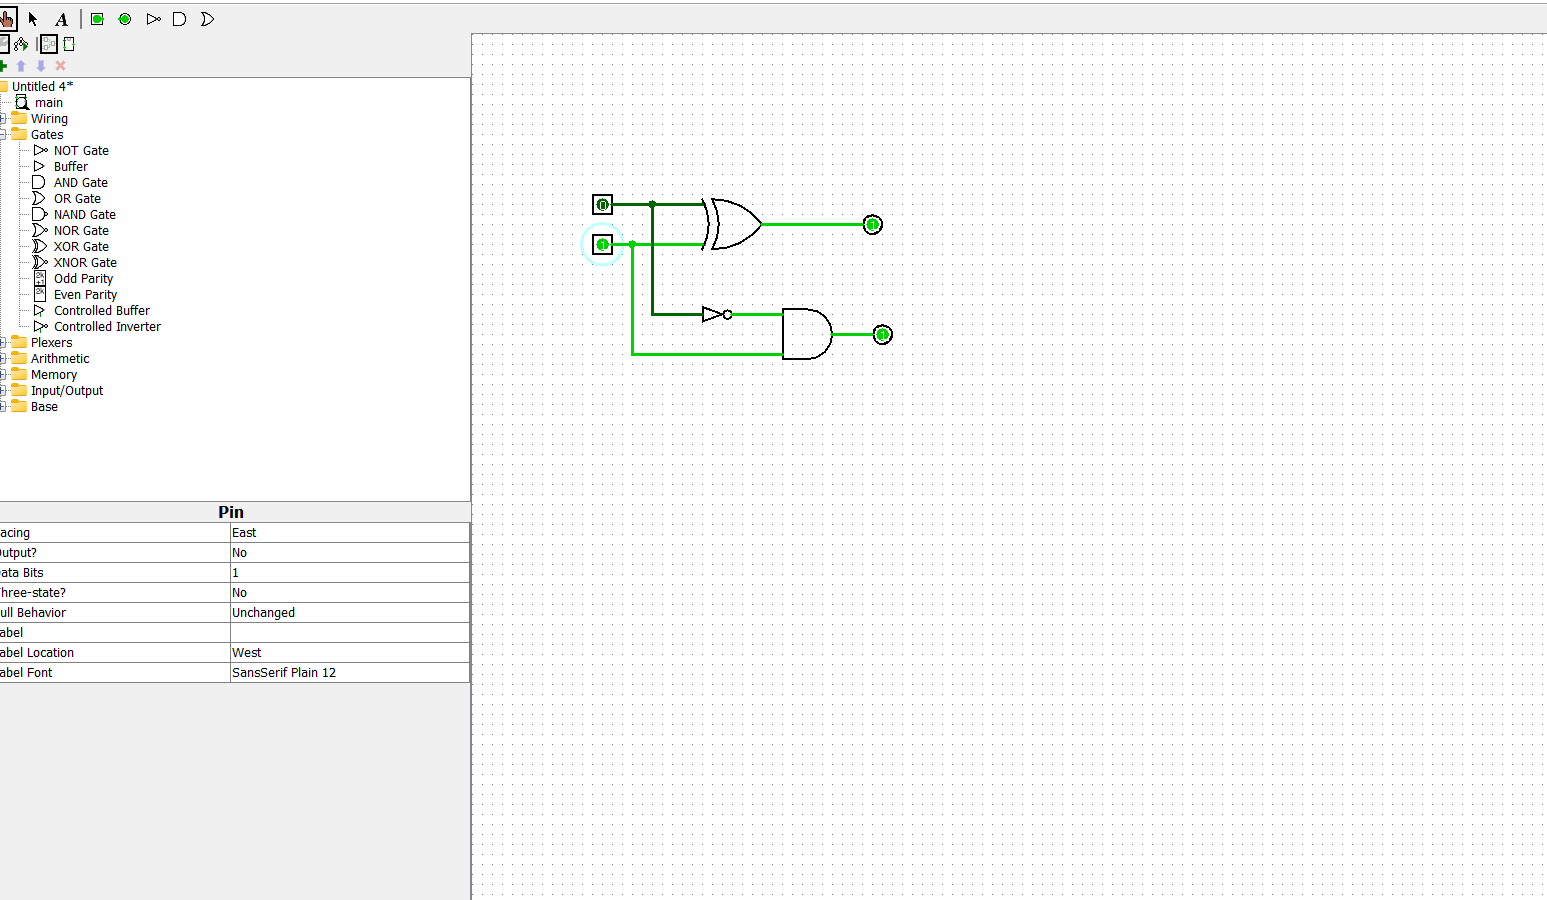 A
Untitled 4*
main
Wiring
Gates
NOT Gate
Buffer
AND Gate
OR Gate
NAND Gate
NOR Gate
XOR Gate
XNOR Gate
Odd Parity
Even Parity
Controlled Buffer
Controlled Inverter
Plexers
Arithmetic
Memory
Input/Output
Base
Pin
acing East
utput? No
ata Bits 1
hree-state? No
ull Behavior Unchanged
abel
abel Location West
abel Font SansSerif Plain 12
0
1
1
1